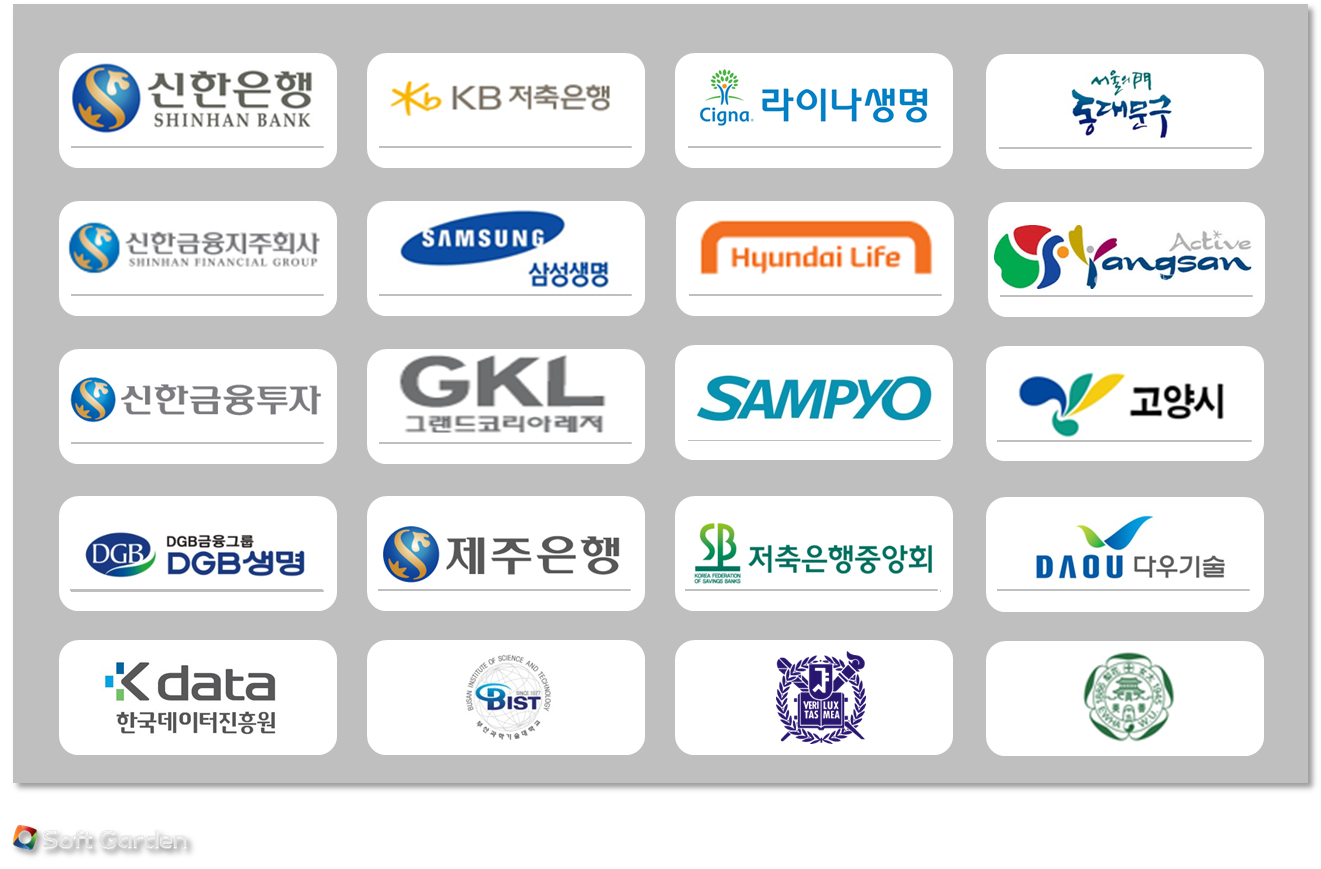 신한은행
SHINHAN BANK
KB 저축은행
Cigna. 라이나생명
서울의 門
동대문구
신한금융지주회사
SHINHAN FINANCIAL GROUP
SAMSUNG
삼성생명
Hyundai Life
Active
Yangsan
신한금융투자
GKL
그랜드코리아레저
SAMPYO
고양시
DGB
DGB금융그룹
DGB생명
제주은행
SB
KOREA FEDERATION
OF SAVINGS BANKS
저축은행중앙회
DAOU 다우기술
K data
한국데이터진흥원
BUSAN INSTITUTE OF SCIENCE AND TECHNOLOGY
SINCE 1977
BIST
부산과학기술대학교
VERI LUX
TAS MEA
1886 EWHA W.U. 1945
Soft Garden